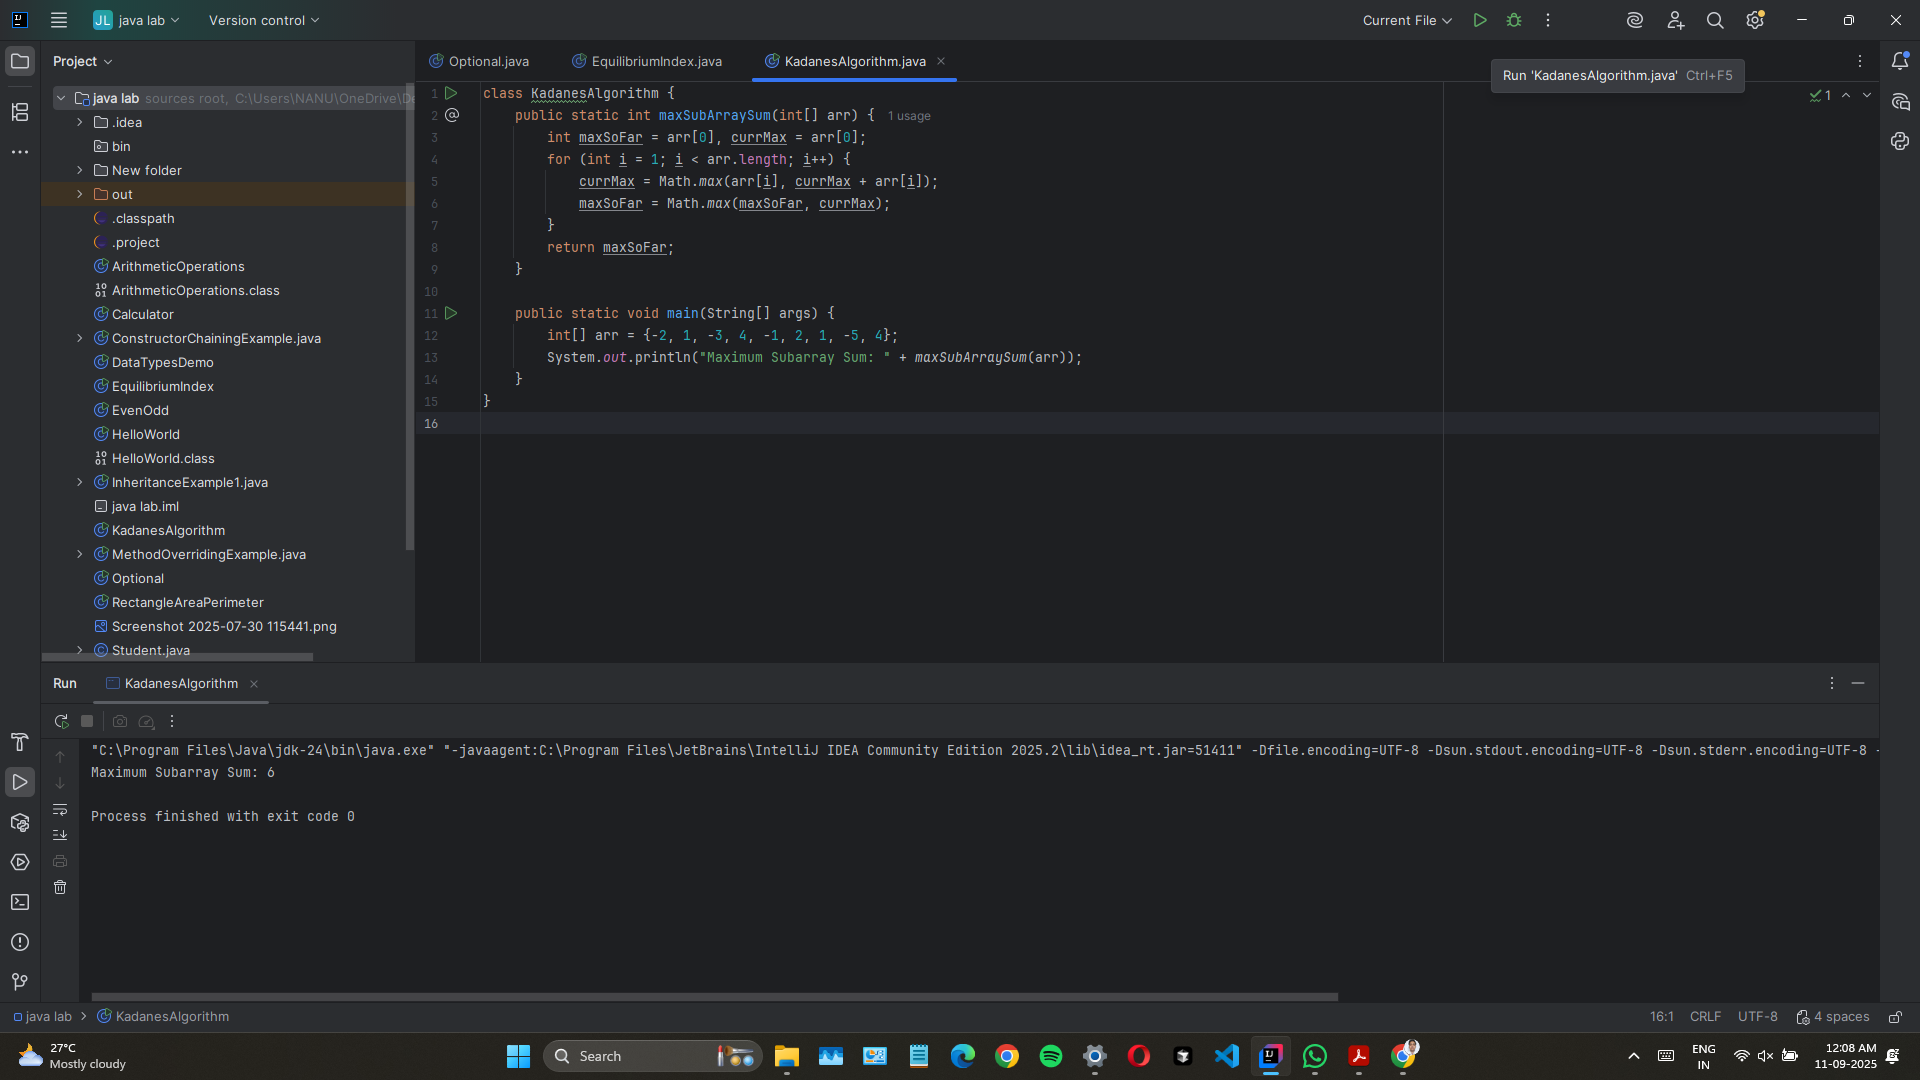 JL java lab Version control Current File
Project
Optional.java EquilibriumIndex.java KadanesAlgorithm.java
Run 'KadanesAlgorithm.java' Ctrl+F5
java lab sources root, C:\Users\NANU\OneDrive\De
.idea
bin
New folder
out
.classpath
.project
ArithmeticOperations
ArithmeticOperations.class
Calculator
ConstructorChainingExample.java
DataTypesDemo
EquilibriumIndex
EvenOdd
HelloWorld
HelloWorld.class
InheritanceExample1.java
java lab.iml
KadanesAlgorithm
MethodOverridingExample.java
Optional
RectangleAreaPerimeter
Screenshot 2025-07-30 115441.png
Student.java
1
1 class KadanesAlgorithm {
2 public static int maxSubArraySum(int[] arr) { 1 usage
3 int maxSoFar = arr[0], currMax = arr[0];
4 for (int i = 1; i < arr.length; i++) {
5 currMax = Math.max(arr[i], currMax + arr[i]);
6 maxSoFar = Math.max(maxSoFar, currMax);
7 }
8 return maxSoFar;
9 }
10
11 public static void main(String[] args) {
12 int[] arr = {-2, 1, -3, 4, -1, 2, 1, -5, 4};
13 System.out.println("Maximum Subarray Sum: " + maxSubArraySum(arr));
14 }
15 }
16
Run KadanesAlgorithm
"C:\Program Files\Java\jdk-24\bin\java.exe" "-javaagent:C:\Program Files\JetBrains\IntelliJ IDEA Community Edition 2025.2\lib\idea_rt.jar=51411" -Dfile.encoding=UTF-8 -Dsun.stdout.encoding=UTF-8 -Dsun.stderr.encoding=UTF-8 -
Maximum Subarray Sum: 6
Process finished with exit code 0
java lab > KadanesAlgorithm 16:1 CRLF UTF-8 4 spaces
27°C
Mostly cloudy
Search
ENG
IN
12:08 AM
11-09-2025